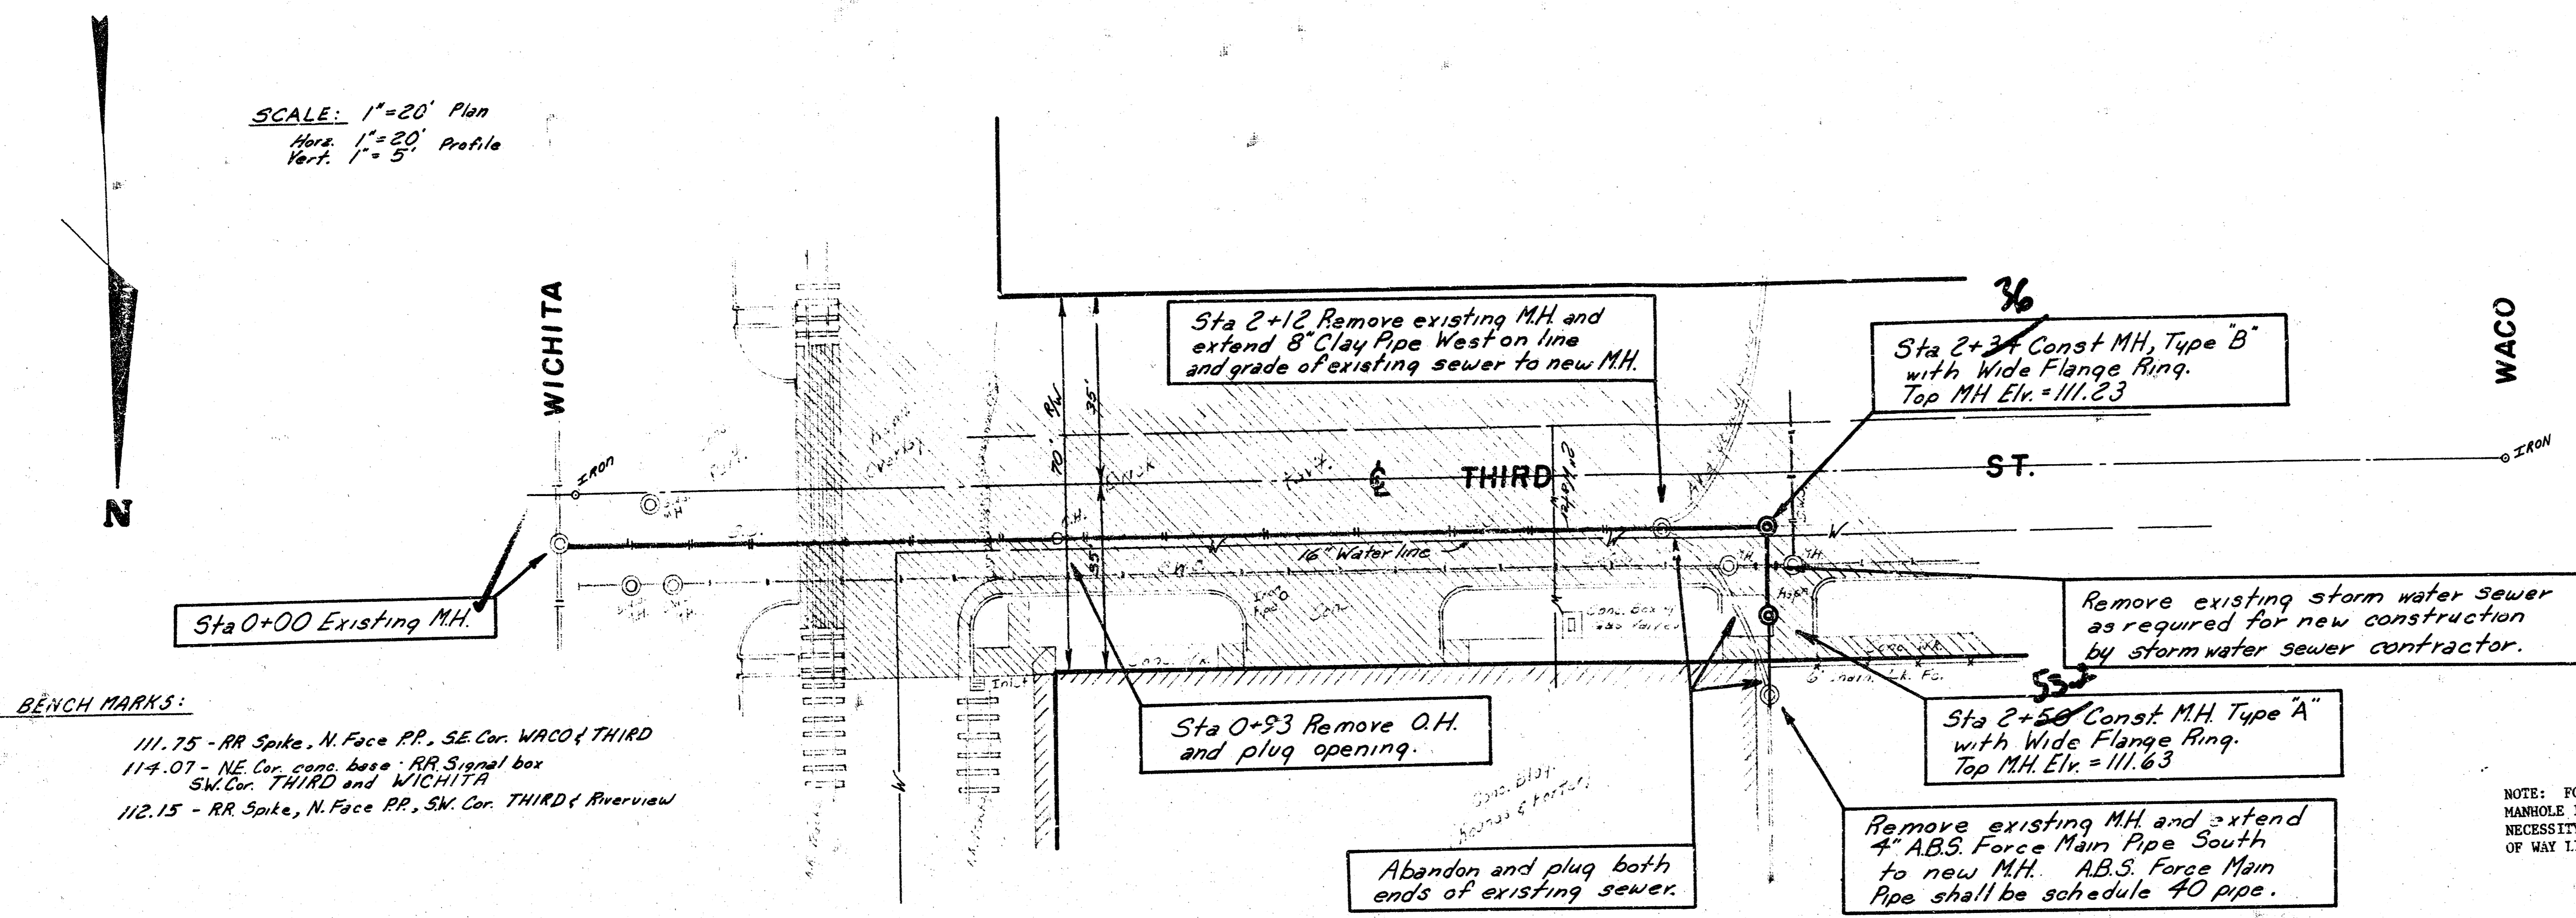 SCALE: 1"=20' Plan
Horz. 1"=20' Profile
Vert. 1"=5'
N
WICHITA
WACO
IRON
IRON
℄ THIRD ST.
70' R/W
35'
35'
16" Water line
W
W
W
W
W
Sta 0+00 Existing M.H.
Sta 2+12 Remove existing M.H. and
extend 8" Clay Pipe West on line
and grade of existing sewer to new M.H.
36
Sta 2+34 Const MH, Type "B"
with Wide Flange Ring.
Top MH Elv. = 111.23
Remove existing storm water sewer
as required for new construction
by storm water sewer contractor.
Sta 0+93 Remove O.H.
and plug opening.
Sta 2+50 Const. M.H. Type "A"
with Wide Flange Ring.
Top M.H. Elv. = 111.63
Abandon and plug both
ends of existing sewer.
Remove existing M.H. and extend
4" A.B.S. Force Main Pipe South
to new M.H. A.B.S. Force Main
Pipe shall be schedule 40 pipe.
BENCH MARKS:
111.75 - RR Spike, N. Face P.P., S.E. Cor. WACO & THIRD
114.07 - N.E. Cor. conc. base - RR Signal box
S.W. Cor. THIRD and WICHITA
112.15 - RR. Spike, N. Face P.P., S.W. Cor. THIRD & Riverview
Inlet
Conc. Bldg.
NOTE: FO
MANHOLE
NECESSITY
OF WAY